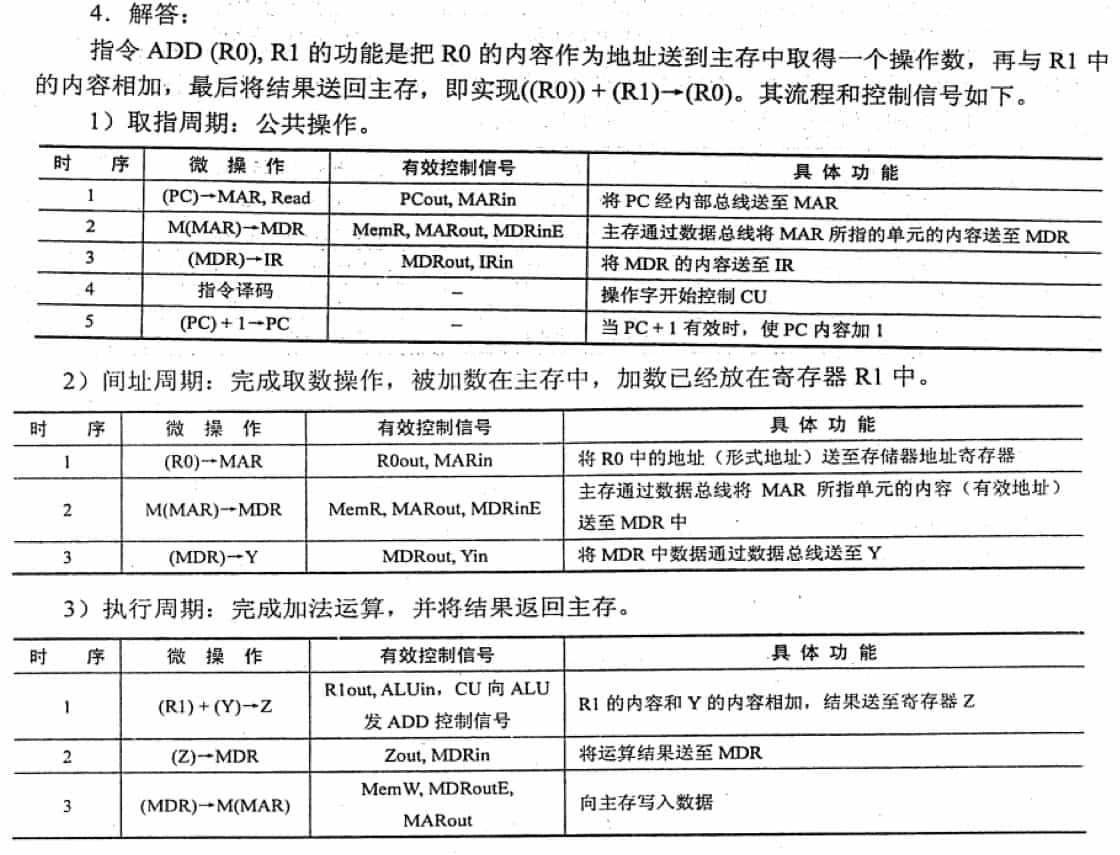 4．解答：
指令 ADD (R0), R1 的功能是把 R0 的内容作为地址送到主存中取得一个操作数，再与 R1 中
的内容相加，最后将结果送回主存，即实现((R0)) + (R1)→(R0)。其流程和控制信号如下。
1）取指周期：公共操作。
时 序 微 操 作 有效控制信号 具 体 功 能
1 (PC)→MAR, Read PCout, MARin 将 PC 经内部总线送至 MAR
2 M(MAR)→MDR MemR, MARout, MDRinE 主存通过数据总线将 MAR 所指的单元的内容送至 MDR
3 (MDR)→IR MDRout, IRin 将 MDR 的内容送至 IR
4 指令译码 – 操作字开始控制 CU
5 (PC) + 1→PC – 当 PC + 1 有效时，使 PC 内容加 1
2）间址周期：完成取数操作，被加数在主存中，加数已经放在寄存器 R1 中。
时 序 微 操 作 有效控制信号 具 体 功 能
1 (R0)→MAR R0out, MARin 将 R0 中的地址（形式地址）送至存储器地址寄存器
2 M(MAR)→MDR MemR, MARout, MDRinE 主存通过数据总线将 MAR 所指单元的内容（有效地址）
送至 MDR 中
3 (MDR)→Y MDRout, Yin 将 MDR 中数据通过数据总线送至 Y
3）执行周期：完成加法运算，并将结果返回主存。
时 序 微 操 作 有效控制信号 具 体 功 能
1 (R1) + (Y)→Z R1out, ALUin，CU 向 ALU
发 ADD 控制信号 R1 的内容和 Y 的内容相加，结果送至寄存器 Z
2 (Z)→MDR Zout, MDRin 将运算结果送至 MDR
3 (MDR)→M(MAR) MemW, MDRoutE,
MARout 向主存写入数据